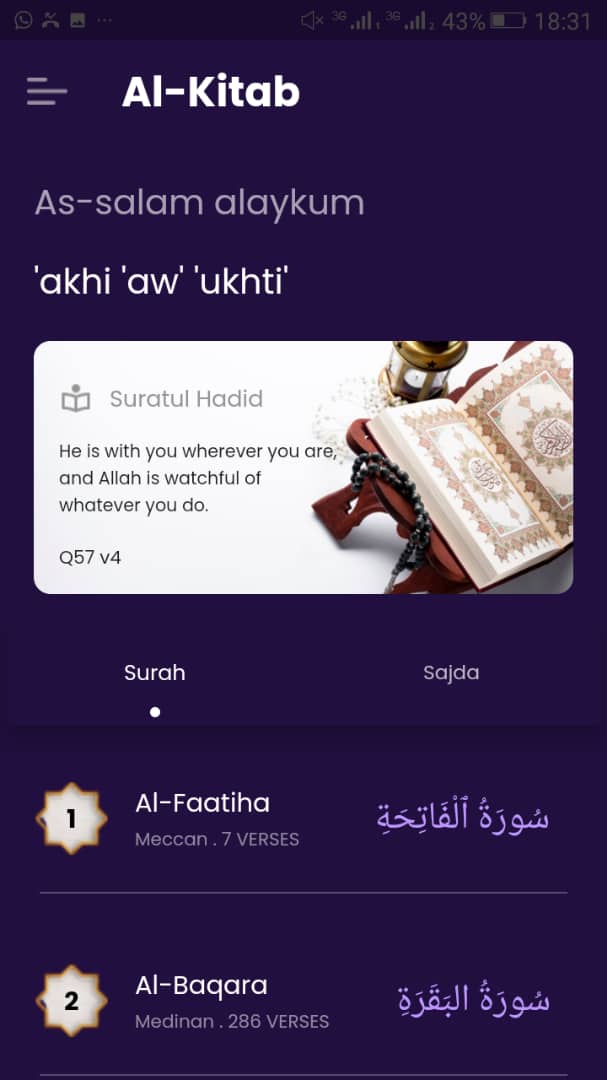 3G 1 3G 2 43% 18:31
Al-Kitab
As-salam alaykum
'akhi 'aw' 'ukhti'
Suratul Hadid
He is with you wherever you are,
and Allah is watchful of
whatever you do.
Q57 v4
Surah Sajda
1 Al-Faatiha سُورَةُ ٱلْفَاتِحَةِ
Meccan . 7 VERSES
2 Al-Baqara سُورَةُ البَقَرَةِ
Medinan . 286 VERSES